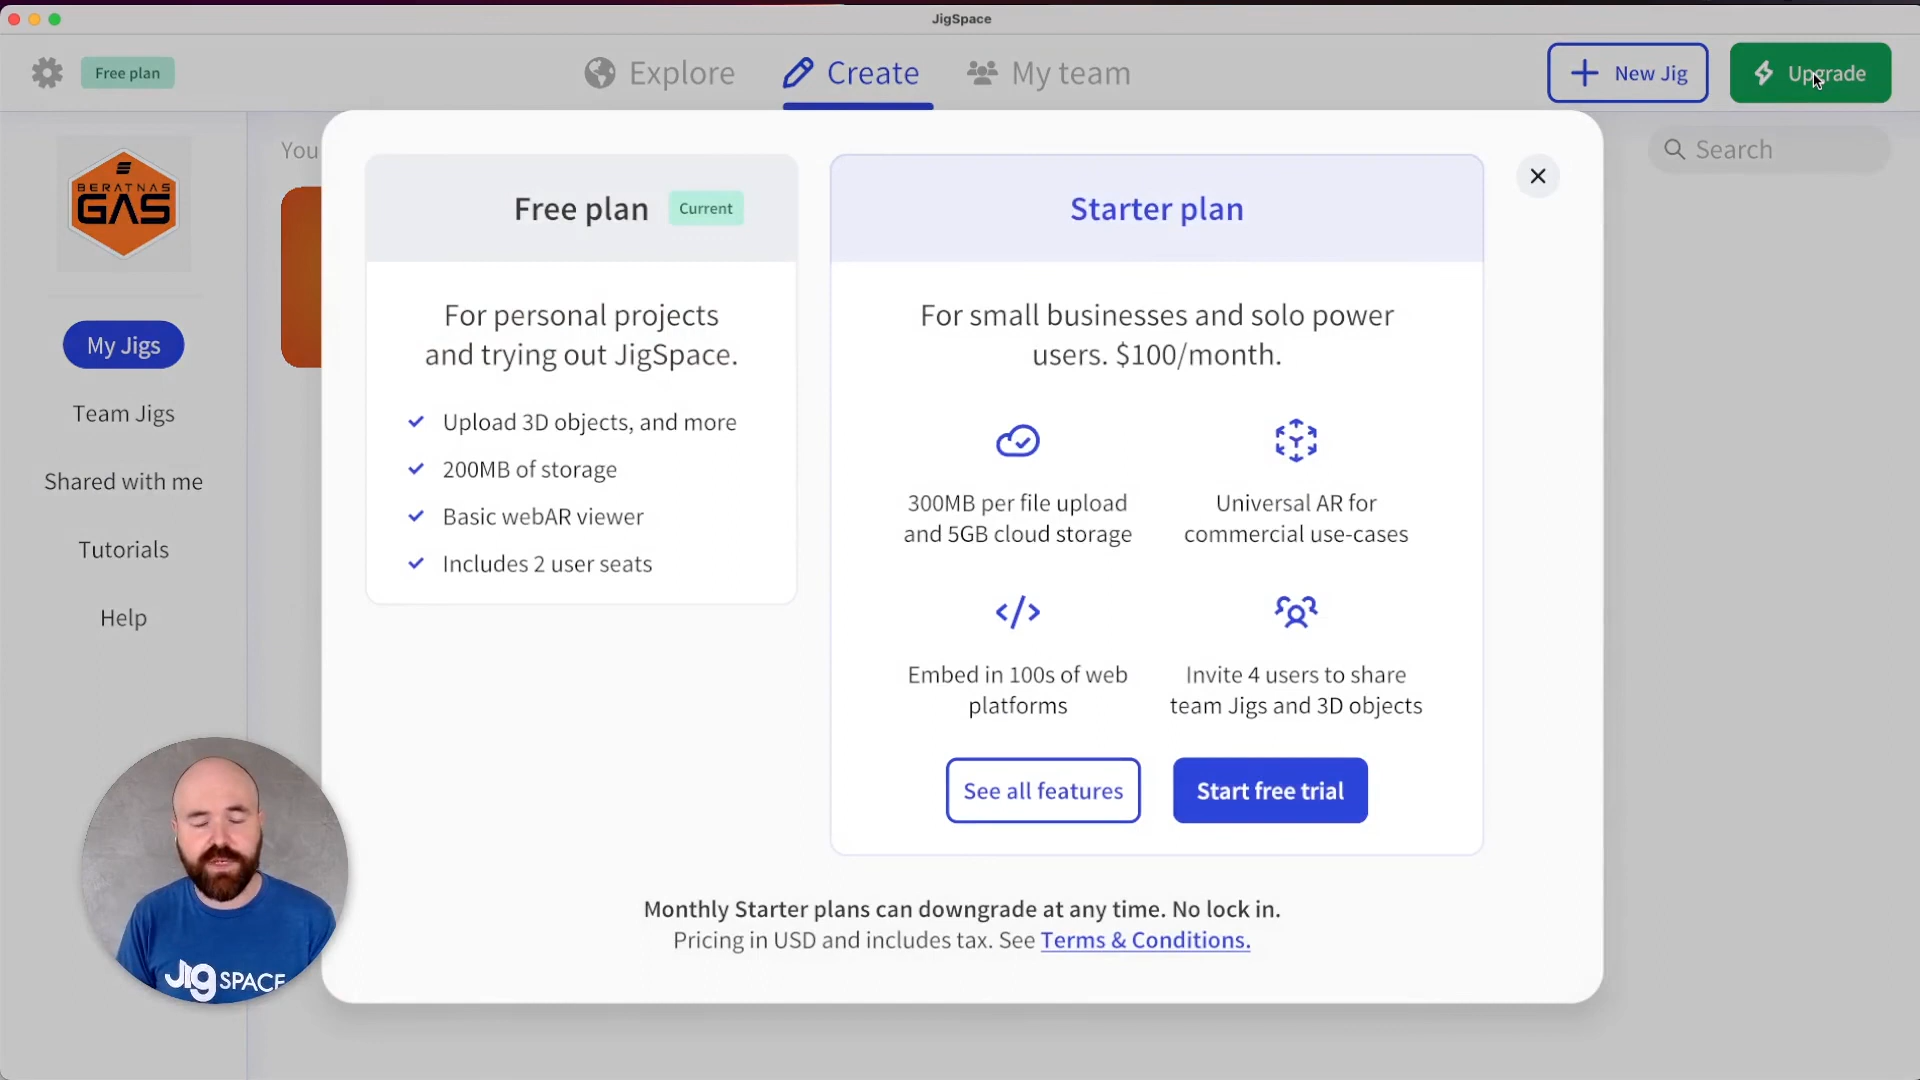 JigSpace
Free plan
Explore
Create
My team
New Jig
Upgrade
BERATNAS
GAS
My Jigs
Team Jigs
Shared with me
Tutorials
Help
You
Search
Free plan
Current
For personal projects
and trying out JigSpace.
Upload 3D objects, and more
200MB of storage
Basic webAR viewer
Includes 2 user seats
Starter plan
For small businesses and solo power
users. $100/month.
300MB per file upload
and 5GB cloud storage
Universal AR for
commercial use-cases
Embed in 100s of web
platforms
Invite 4 users to share
team Jigs and 3D objects
See all features
Start free trial
Monthly Starter plans can downgrade at any time. No lock in.
Pricing in USD and includes tax. See Terms & Conditions.
JigSPACE